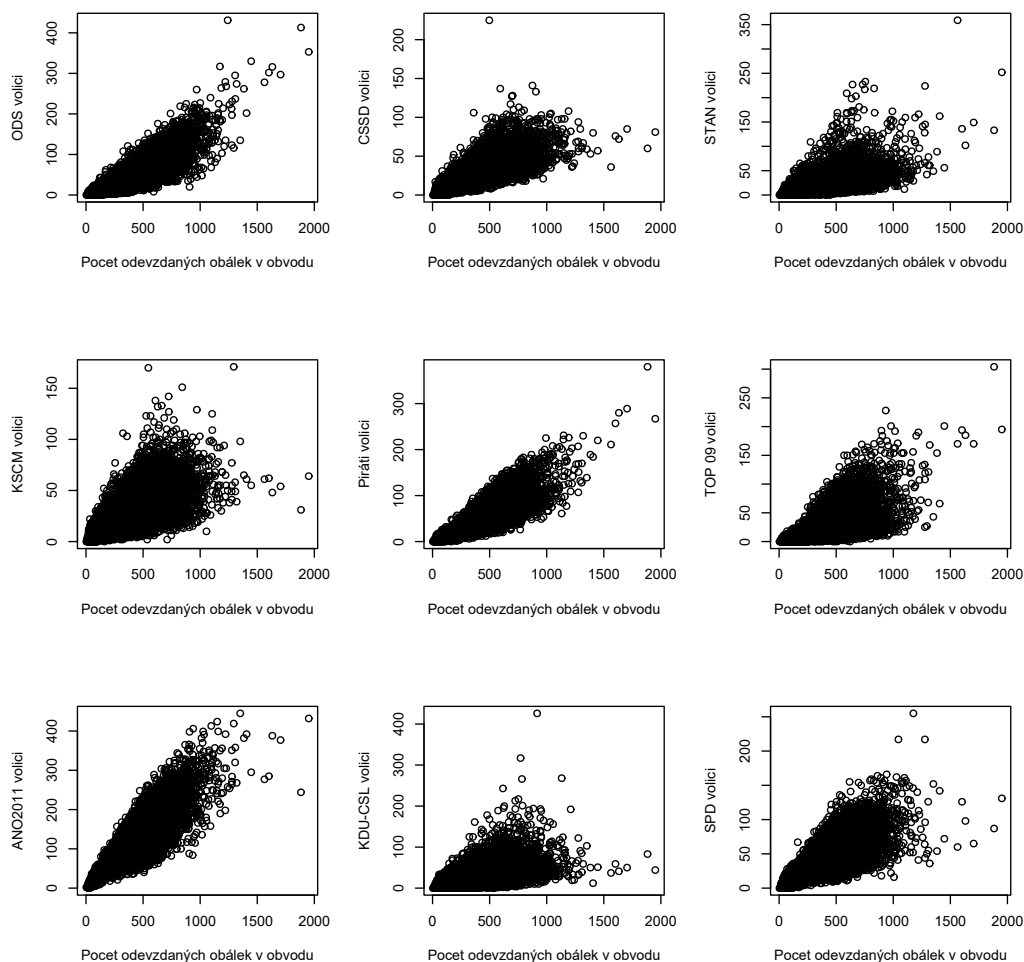 ODS volici
0 100 200 300 400
0 500 1000 1500 2000
Pocet odevzdaných obálek v obvodu
CSSD volici
0 50 100 200
0 500 1000 1500 2000
Pocet odevzdaných obálek v obvodu
STAN volici
0 50 150 250 350
0 500 1000 1500 2000
Pocet odevzdaných obálek v obvodu
KSCM volici
0 50 100 150
0 500 1000 1500 2000
Pocet odevzdaných obálek v obvodu
Piráti volici
0 100 200 300
0 500 1000 1500 2000
Pocet odevzdaných obálek v obvodu
TOP 09 volici
0 50 150 250
0 500 1000 1500 2000
Pocet odevzdaných obálek v obvodu
ANO2011 volici
0 100 200 300 400
0 500 1000 1500 2000
Pocet odevzdaných obálek v obvodu
KDU-CSL volici
0 100 200 300 400
0 500 1000 1500 2000
Pocet odevzdaných obálek v obvodu
SPD volici
0 50 100 200
0 500 1000 1500 2000
Pocet odevzdaných obálek v obvodu